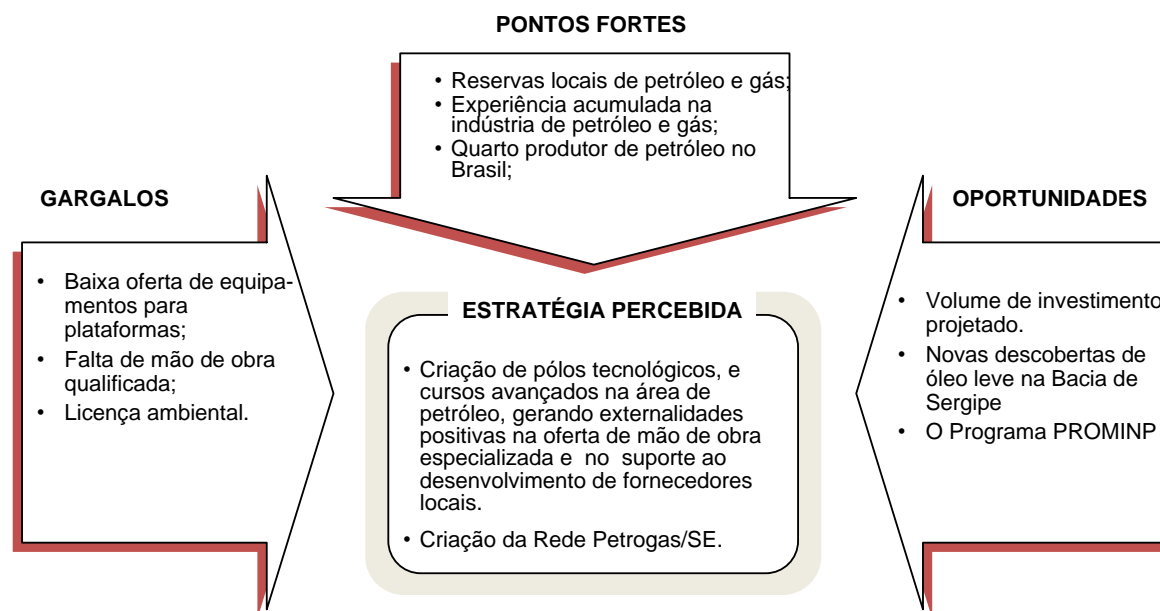 PONTOS FORTES
• Reservas locais de petróleo e gás;
• Experiência acumulada na
indústria de petróleo e gás;
• Quarto produtor de petróleo no
Brasil;
GARGALOS
• Baixa oferta de equipa-
mentos para
plataformas;
• Falta de mão de obra
qualificada;
• Licença ambiental.
ESTRATÉGIA PERCEBIDA
• Criação de pólos tecnológicos, e
cursos avançados na área de
petróleo, gerando externalidades
positivas na oferta de mão de obra
especializada e no suporte ao
desenvolvimento de fornecedores
locais.
• Criação da Rede Petrogas/SE.
OPORTUNIDADES
• Volume de investimento
projetado.
• Novas descobertas de
óleo leve na Bacia de
Sergipe
• O Programa PROMINP